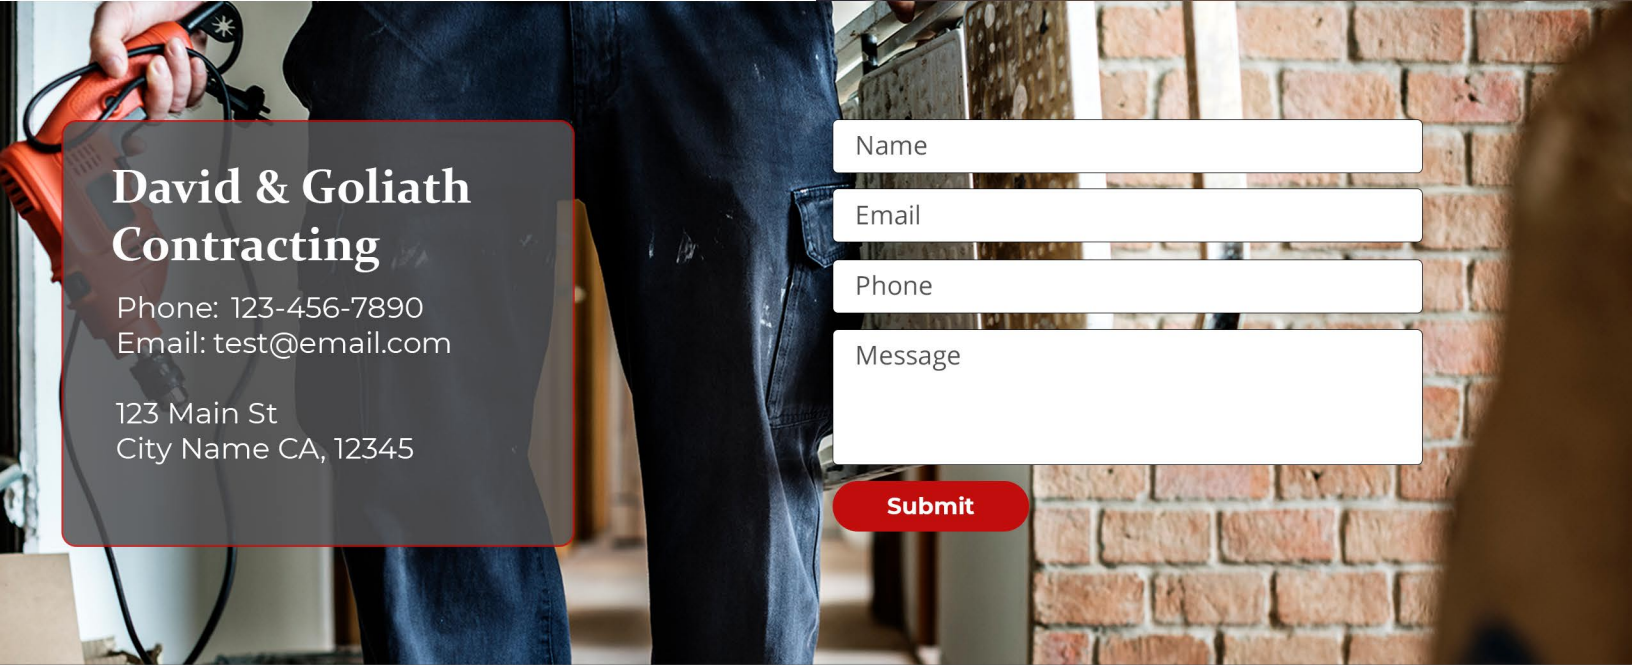 David & Goliath
Contracting
Phone: 123-456-7890
Email: test@email.com
123 Main St
City Name CA, 12345
Name
Email
Phone
Message
Submit